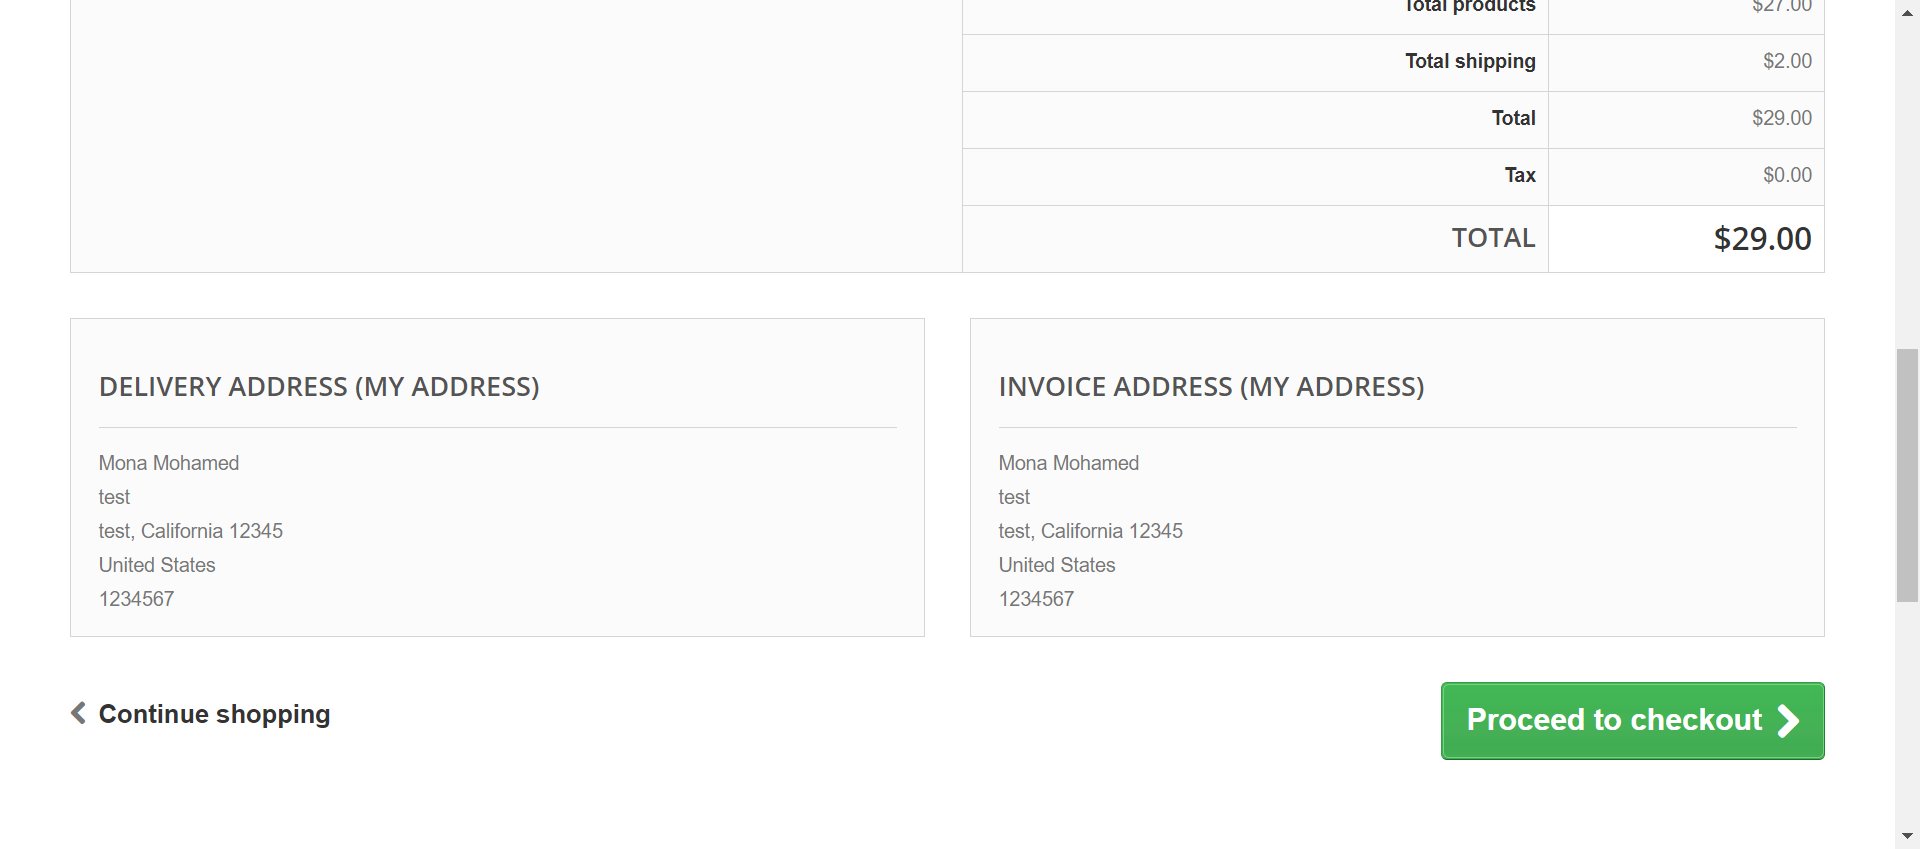 Total products $27.00
Total shipping $2.00
Total $29.00
Tax $0.00
TOTAL $29.00
DELIVERY ADDRESS (MY ADDRESS)
Mona Mohamed
test
test, California 12345
United States
1234567
INVOICE ADDRESS (MY ADDRESS)
Mona Mohamed
test
test, California 12345
United States
1234567
Continue shopping
Proceed to checkout